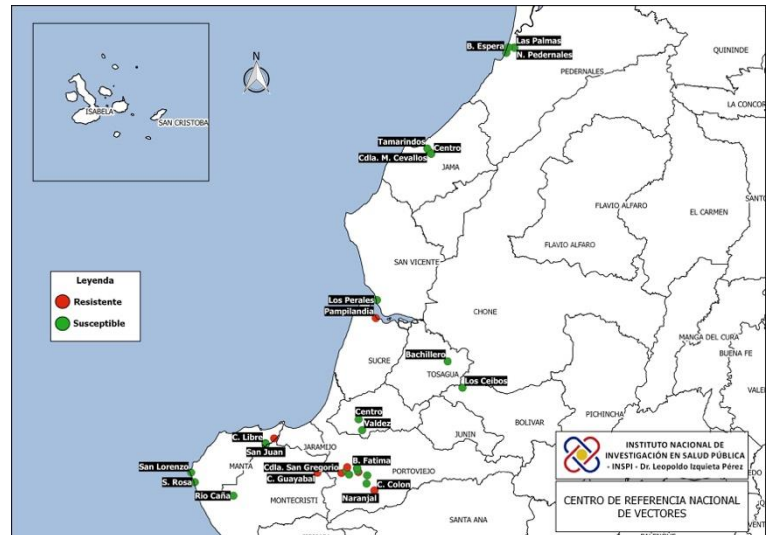 ISABELA
SAN CRISTOBA
N
Las Palmas
B. Espera
N. Pedernales
QUININDE
PEDERNALES
LA CONCOR
Tamarindos
Centro
Cdla. M. Cevallos
JAMA
SANTO
FLAVIO ALFARO
EL CARMEN
FLAVIO ALFARO
SAN VICENTE
Leyenda
Resistente
Susceptible
Los Perales
Pampilandia
CHONE
MANGA DEL CURA
BUENA FE
SUCRE
Bachillero
TOSAGUA
Los Ceibos
VALE
PICHINCHA
Centro
Valdez
BOLIVAR
JUNIN
C. Libre
San Juan
JARAMIJO
INSTITUTO NACIONAL DE
INVESTIGACIÓN EN SALUD PÚBLICA
- INSPI - Dr. Leopoldo Izquieta Pérez
San Lorenzo
MANTA
Cdla. San Gregorio
B. Fatima
PORTOVIEJO
S. Rosa
C. Guayabal
C. Colon
Rio Caña
MONTECRISTI
Naranjal
CENTRO DE REFERENCIA NACIONAL
DE VECTORES
SANTA ANA